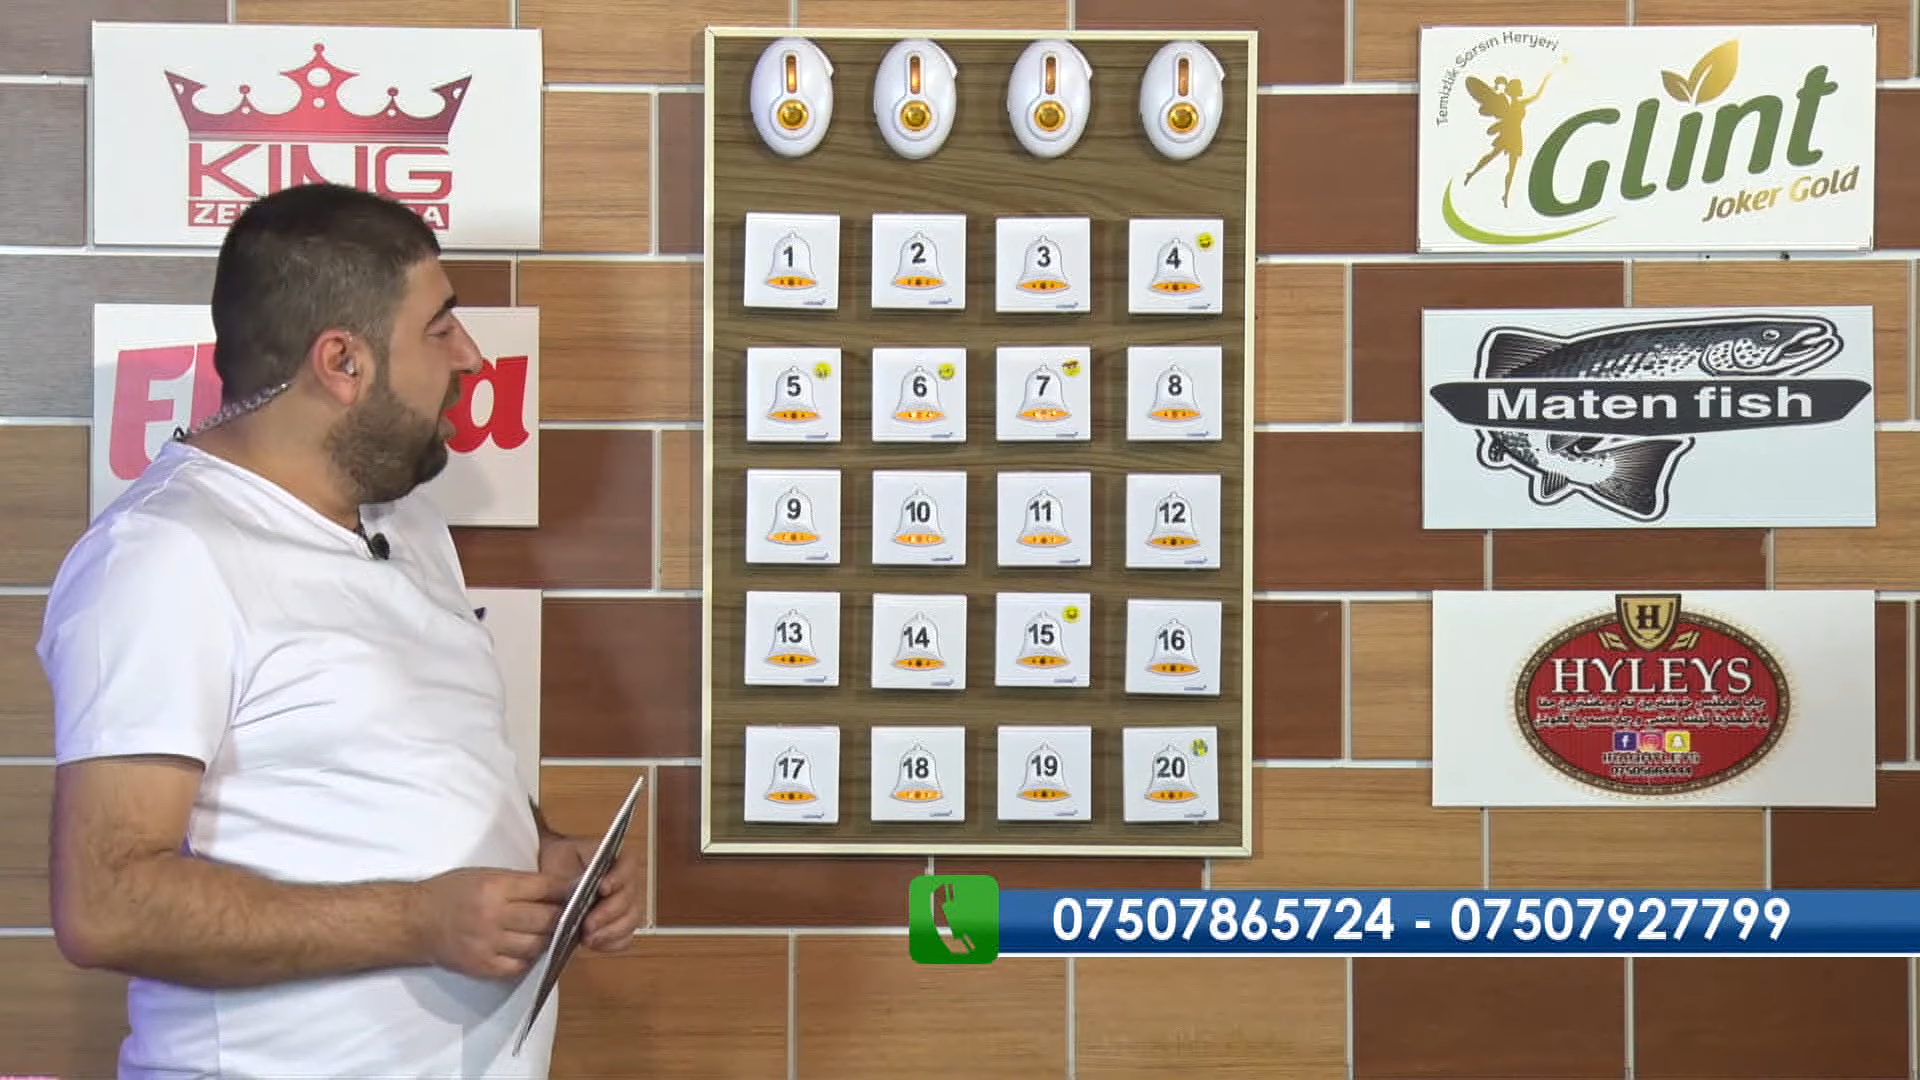 KING
Temizlik Sarsın Heryeri
Glint
Joker Gold
1 2 3 4
5 6 7 8
Maten fish
9 10 11 12
13 14 15 16
H
HYLEYS
17 18 19 20
07507865724 - 07507927799